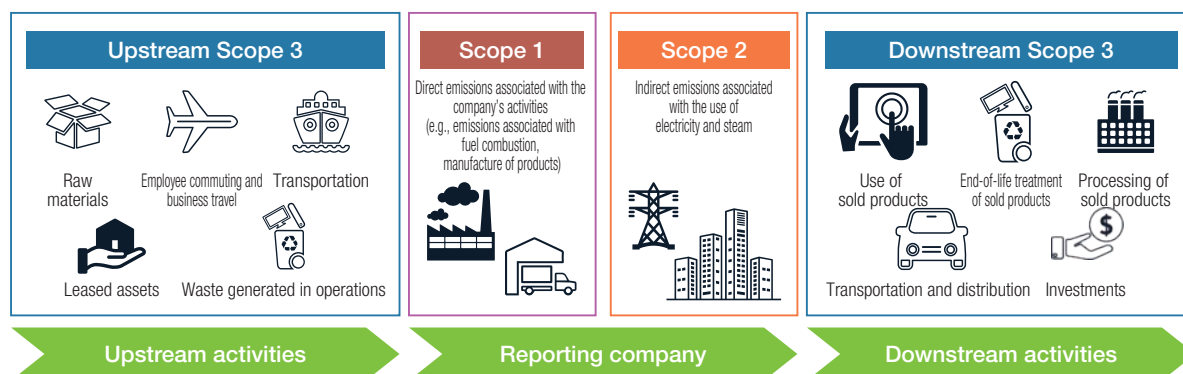 Upstream Scope 3
Raw
materials
Employee commuting and
business travel
Transportation
Leased assets
Waste generated in operations
Scope 1
Direct emissions associated with the
company's activities
(e.g., emissions associated with
fuel combustion,
manufacture of products)
Scope 2
Indirect emissions associated
with the use of
electricity and steam
Downstream Scope 3
Use of
sold products
End-of-life treatment
of sold products
Processing of
sold products
$
Transportation and distribution
Investments
Upstream activities
Reporting company
Downstream activities